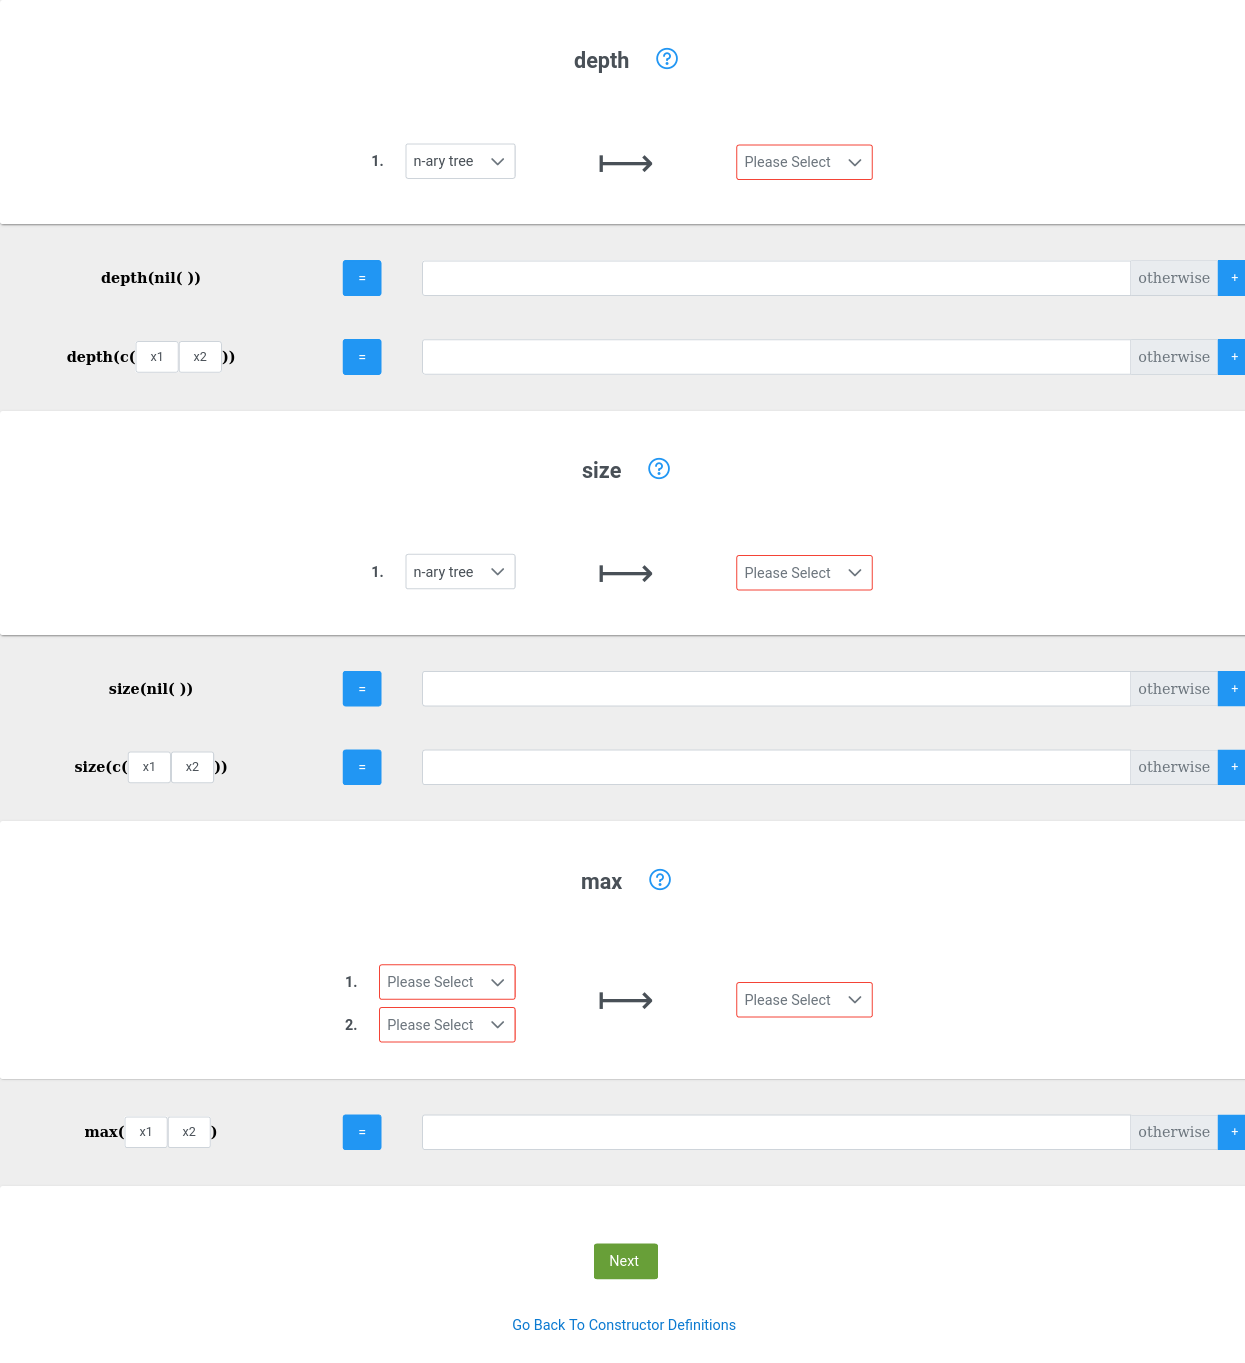 depth ?
1. n-ary tree Please Select
depth(nil( )) = otherwise +
depth(c( x1 x2 )) = otherwise +
size ?
1. n-ary tree Please Select
size(nil( )) = otherwise +
size(c( x1 x2 )) = otherwise +
max ?
1. Please Select
Please Select
2. Please Select
max( x1 x2 ) = otherwise +
Next
Go Back To Constructor Definitions